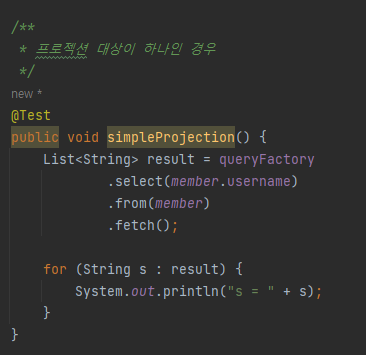 /**
 * 프로젝션 대상이 하나인 경우
 */
new *
@Test
public void simpleProjection() {
    List<String> result = queryFactory
            .select(member.username)
            .from(member)
            .fetch();

    for (String s : result) {
        System.out.println("s = " + s);
    }
}